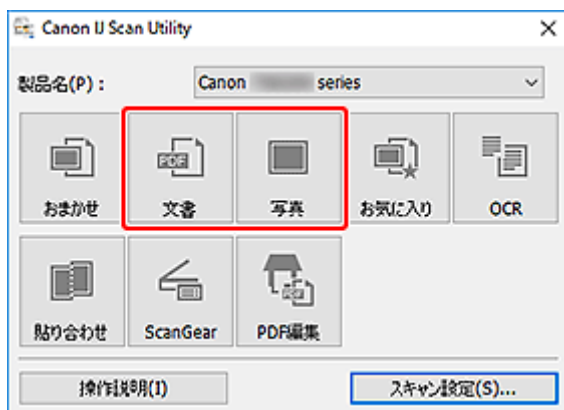 Canon IJ Scan Utility
製品名(P) :
Canon series
おまかせ
PDF
文書
写真
お気に入り
OCR
貼り合わせ
ScanGear
PDF
PDF編集
操作説明(I)
スキャン設定(S)...